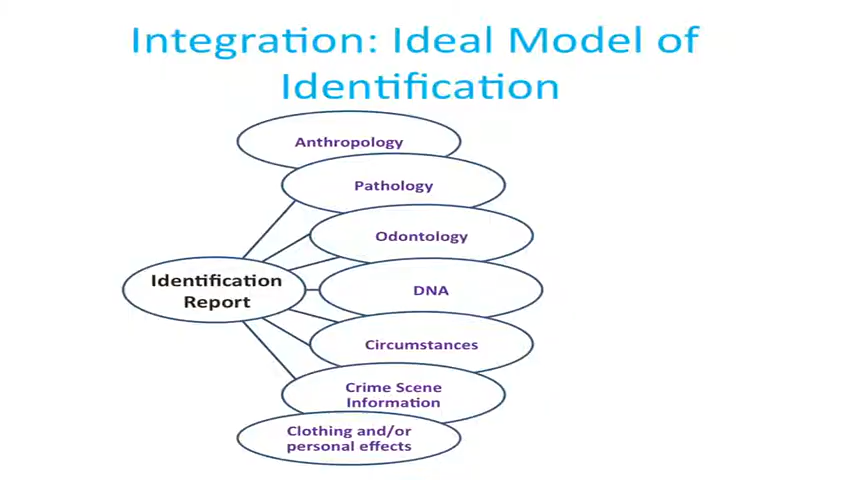 Integration: Ideal Model of
Identification
Anthropology
Pathology
Odontology
Identification
Report
DNA
Circumstances
Crime Scene
Information
Clothing and/or
personal effects